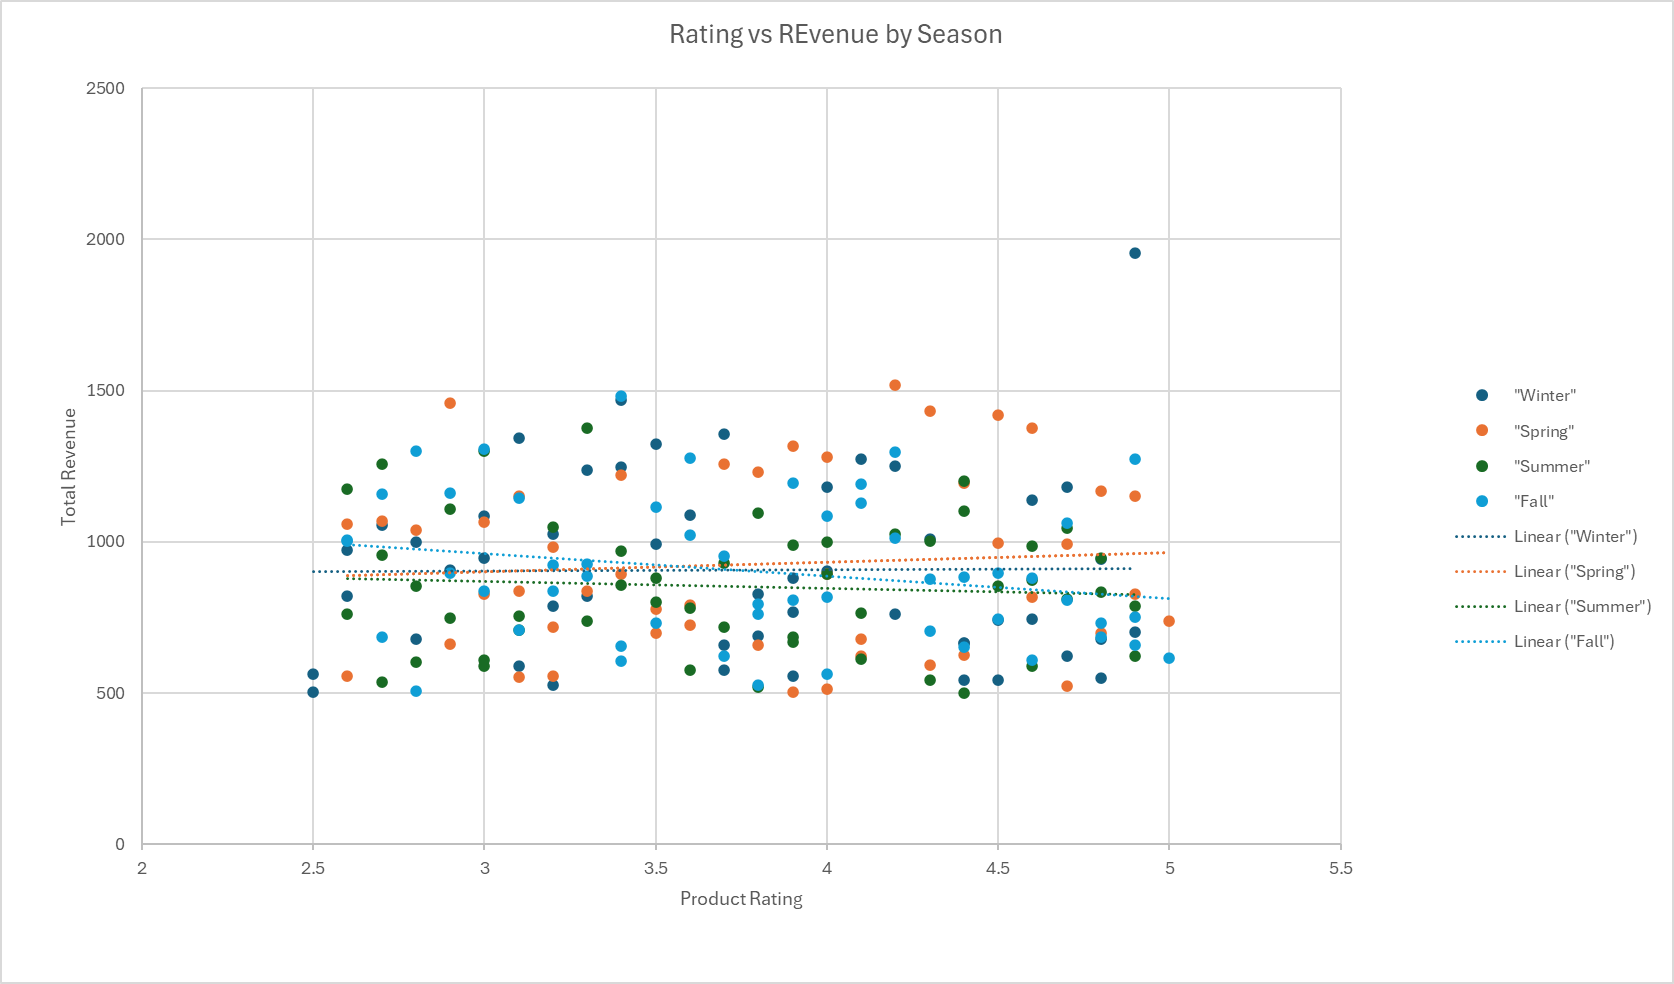 Rating vs REvenue by Season
2500
2000
1500
1000
500
0
Total Revenue
2
2.5
3
3.5
4
4.5
5
5.5
Product Rating
"Winter"
"Spring"
"Summer"
"Fall"
Linear ("Winter")
Linear ("Spring")
Linear ("Summer")
Linear ("Fall")